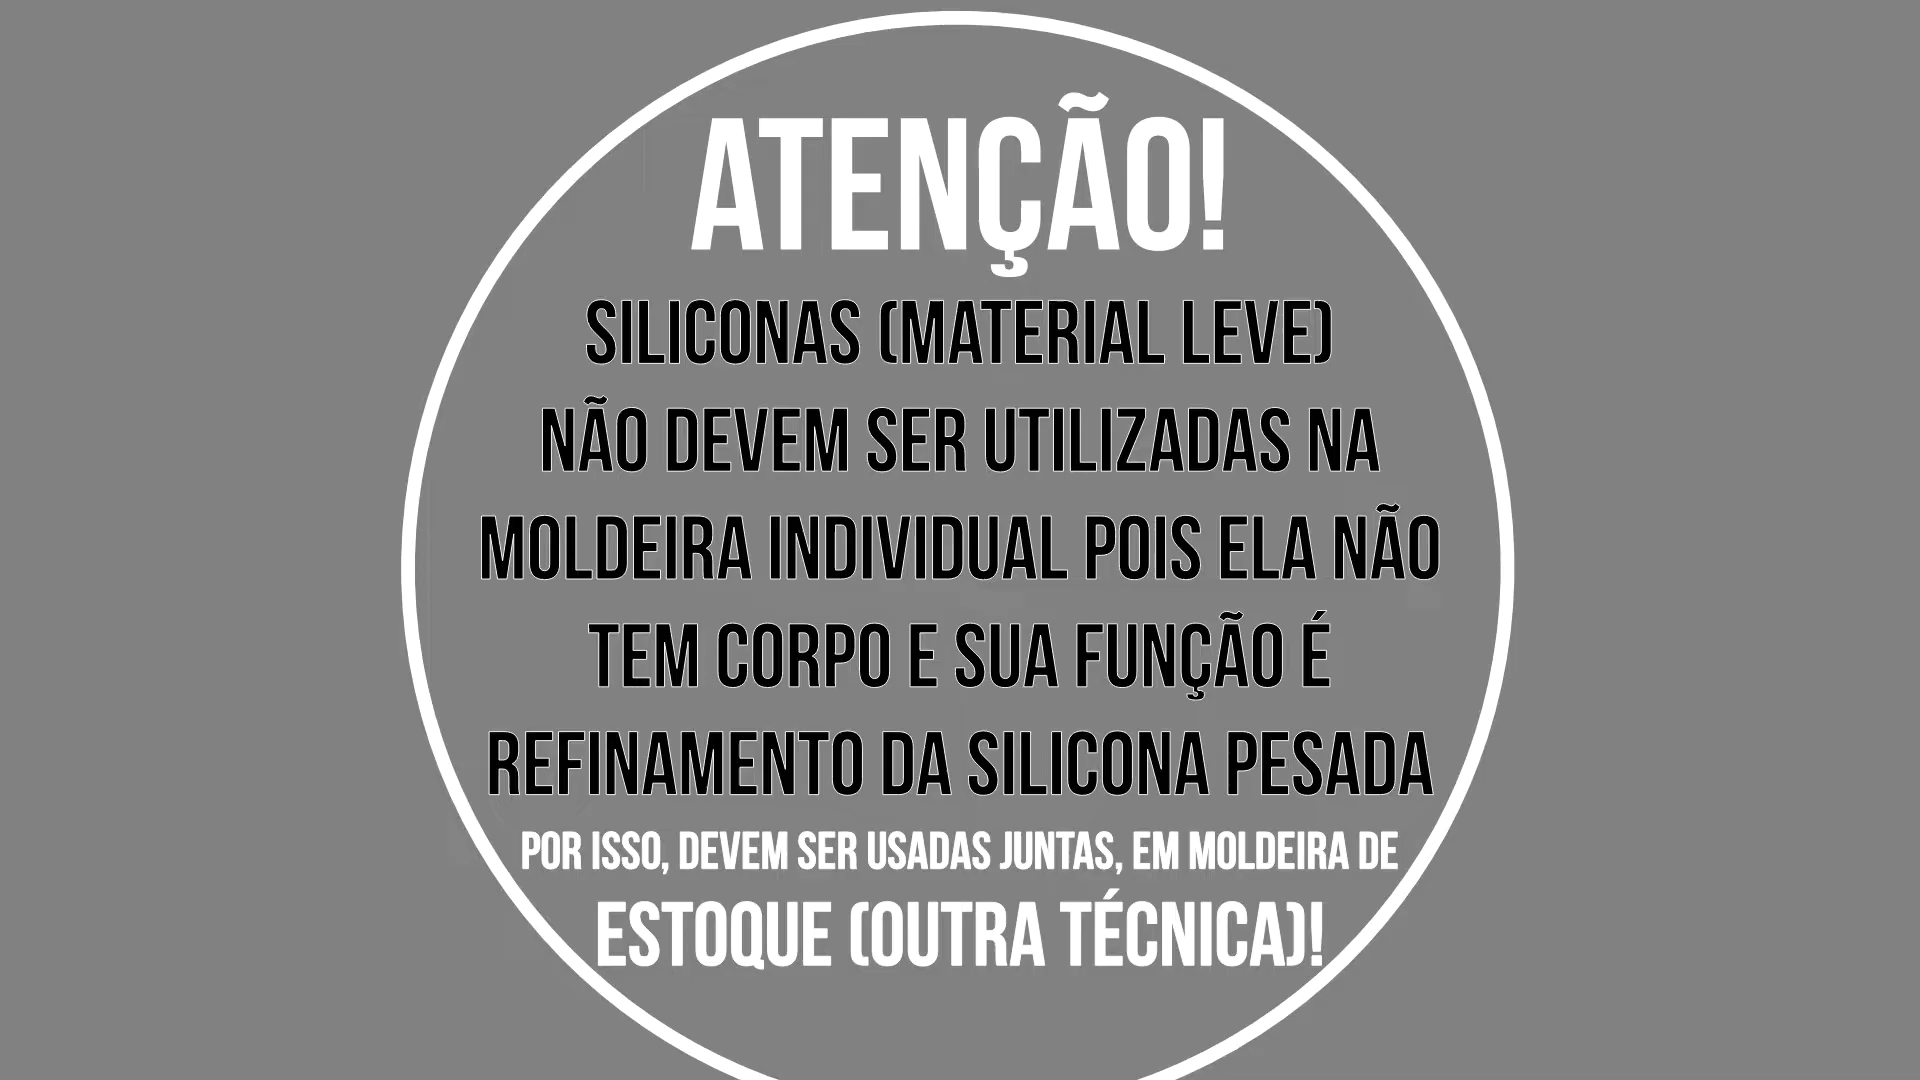 ATENÇÃO!
SILICONAS (MATERIAL LEVE)
NÃO DEVEM SER UTILIZADAS NA
MOLDEIRA INDIVIDUAL POIS ELA NÃO
TEM CORPO E SUA FUNÇÃO É
REFINAMENTO DA SILICONA PESADA
POR ISSO, DEVEM SER USADAS JUNTAS, EM MOLDEIRA DE
ESTOQUE (OUTRA TÉCNICA)!